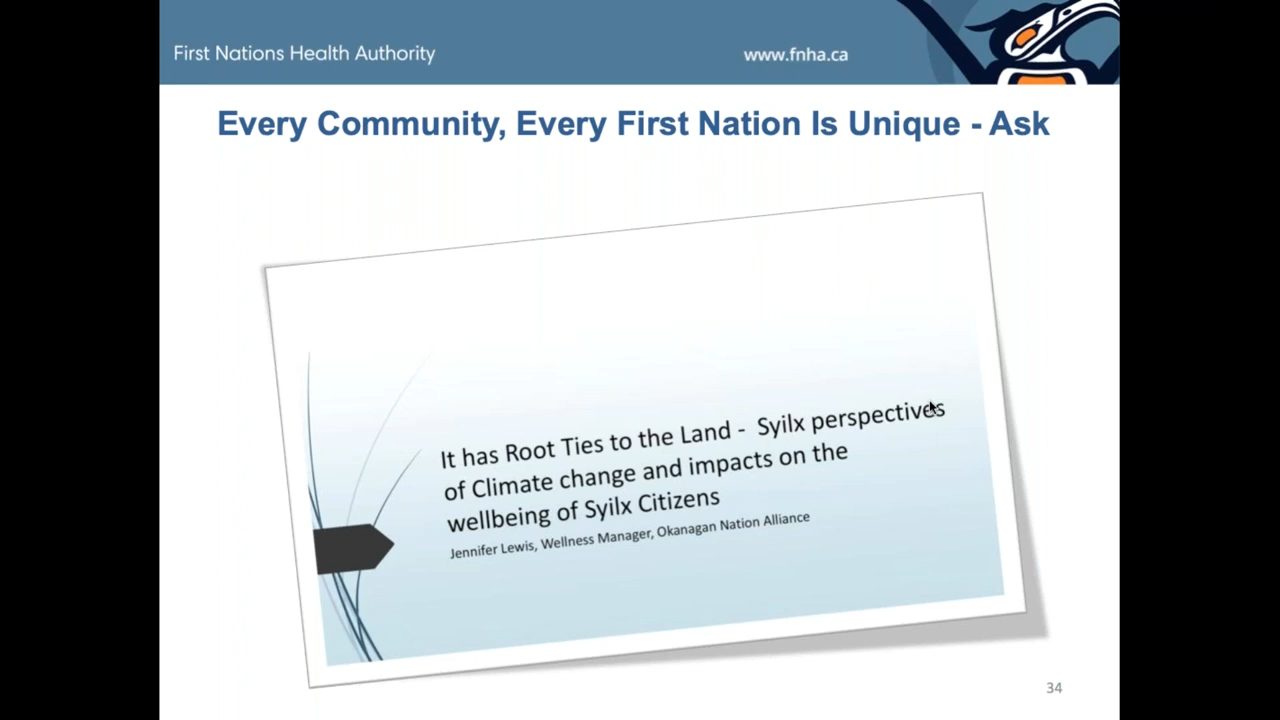 First Nations Health Authority
www.fnha.ca
Every Community, Every First Nation Is Unique - Ask
It has Root Ties to the Land - Syilx perspectives
of Climate change and impacts on the
wellbeing of Syilx Citizens
Jennifer Lewis, Wellness Manager, Okanagan Nation Alliance
34